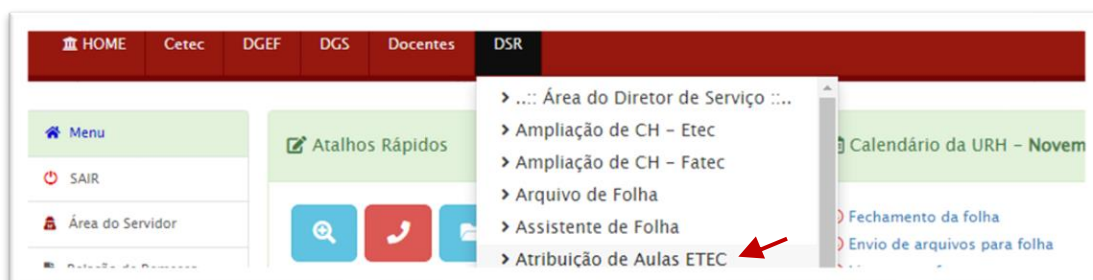 HOME Cetec DGEF DGS Docentes DSR
Menu
SAIR
Área do Servidor
Atalhos Rápidos
> ..:: Área do Diretor de Serviço ::..
> Ampliação de CH – Etec
> Ampliação de CH – Fatec
> Arquivo de Folha
> Assistente de Folha
> Atribuição de Aulas ETEC
Calendário da URH – Novem
Fechamento da folha
Envio de arquivos para folha